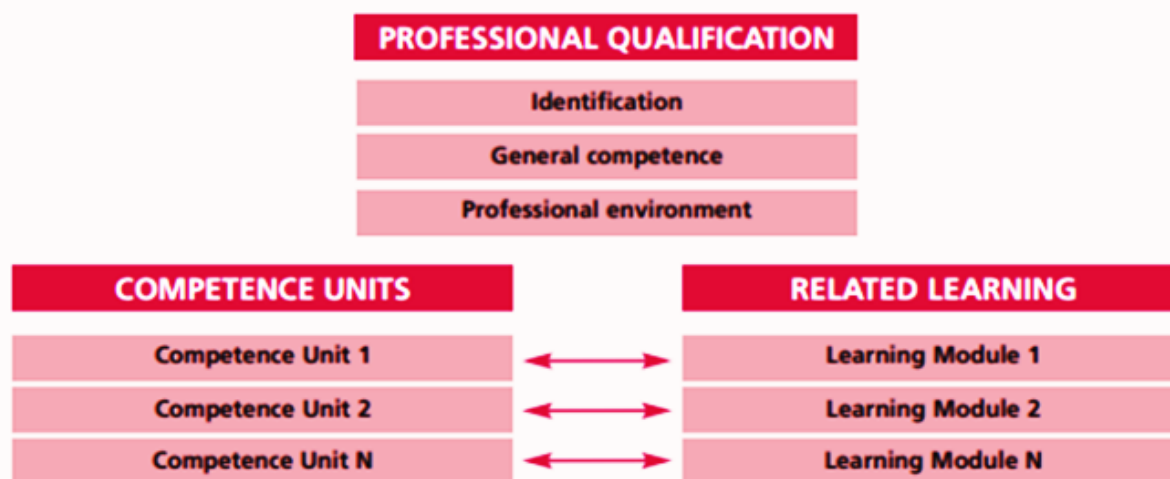 PROFESSIONAL QUALIFICATION
Identification
General competence
Professional environment
COMPETENCE UNITS
Competence Unit 1
Competence Unit 2
Competence Unit N
RELATED LEARNING
Learning Module 1
Learning Module 2
Learning Module N